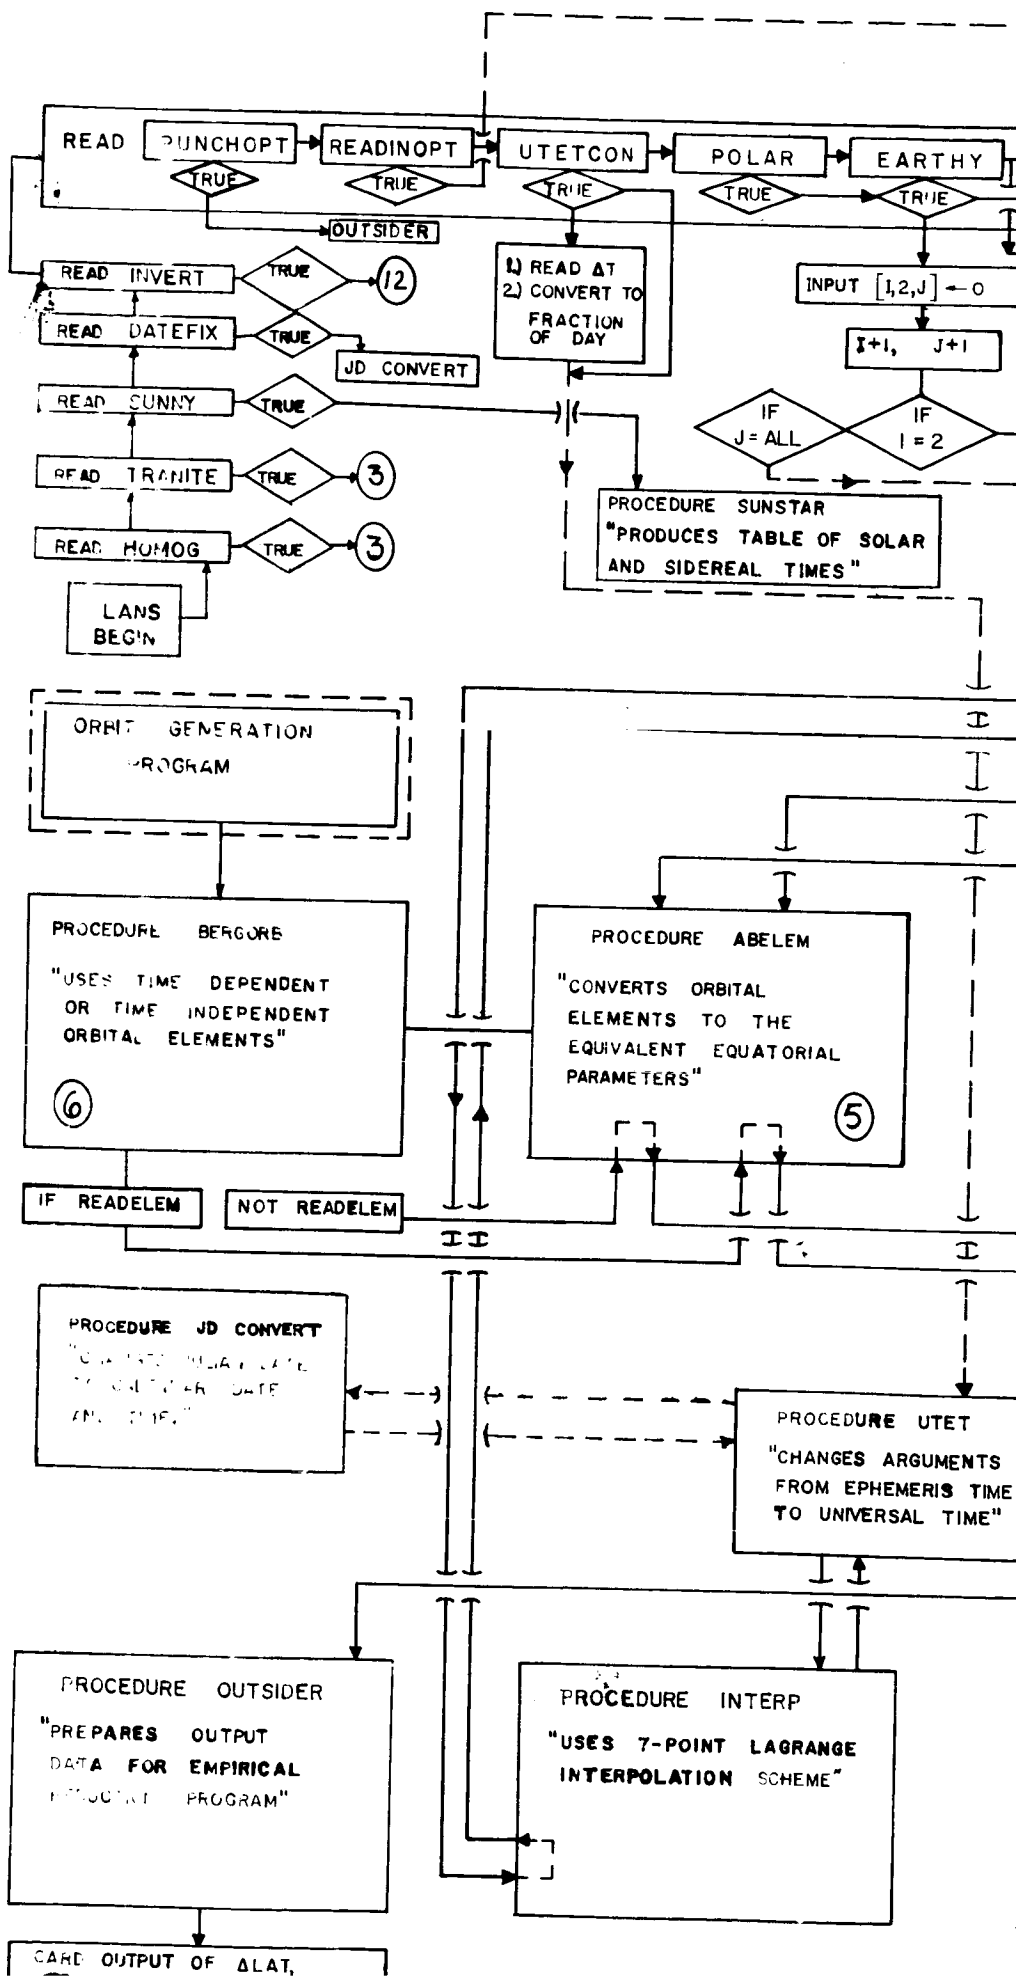 READ PUNCHOPT READINOPT UTETCON POLAR EARTHY
TRUE TRUE TRUE TRUE TRUE
OUTSIDER
READ INVERT TRUE 12
1.) READ ΔT
2.) CONVERT TO
FRACTION
OF DAY
INPUT [I,2,J] ← 0
READ DATEFIX TRUE
JD CONVERT
I+1, J+1
READ SUNNY TRUE
IF
J = ALL
IF
I = 2
READ TRANITE TRUE 3
PROCEDURE SUNSTAR
"PRODUCES TABLE OF SOLAR
AND SIDEREAL TIMES"
READ HOMOG TRUE 3
LANS
BEGIN
ORBIT GENERATION
PROGRAM
PROCEDURE BERGORB
"USES TIME DEPENDENT
OR TIME INDEPENDENT
ORBITAL ELEMENTS"
6
PROCEDURE ABELEM
"CONVERTS ORBITAL
ELEMENTS TO THE
EQUIVALENT EQUATORIAL
PARAMETERS"
5
IF READELEM
NOT READELEM
PROCEDURE JD CONVERT
DATE
DATE
PROCEDURE UTET
"CHANGES ARGUMENTS
FROM EPHEMERIS TIME
TO UNIVERSAL TIME"
PROCEDURE OUTSIDER
"PREPARES OUTPUT
DATA FOR EMPIRICAL
PROGRAM"
PROCEDURE INTERP
"USES 7-POINT LAGRANGE
INTERPOLATION SCHEME"
CARD OUTPUT OF ΔLAT,